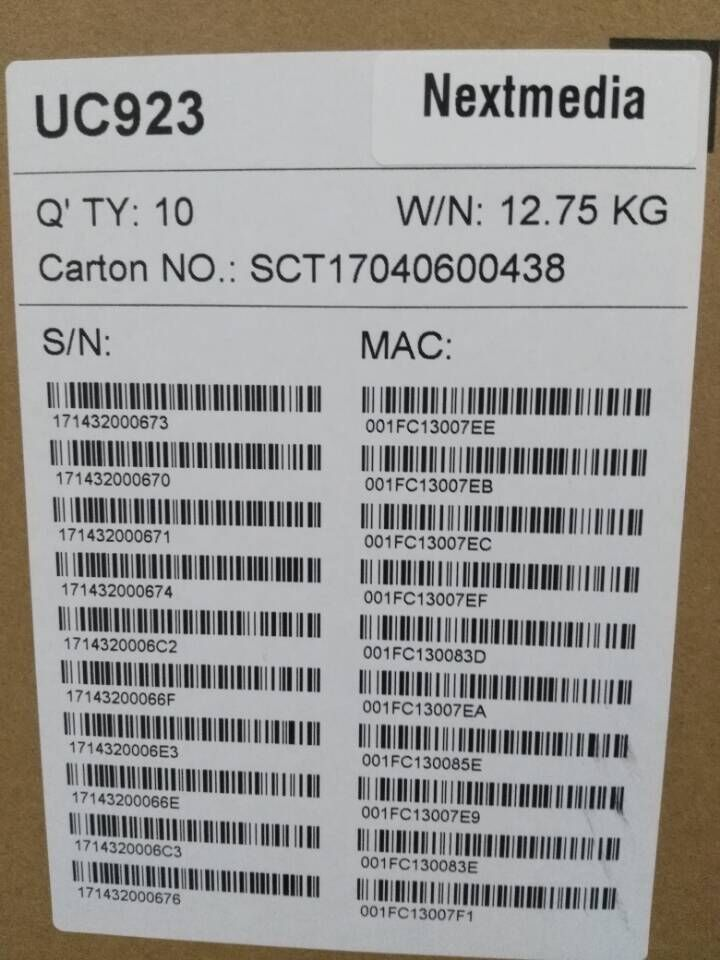 UC923 Nextmedia
Q' TY: 10 W/N: 12.75 KG
Carton NO.: SCT17040600438
S/N: MAC:
171432000673 001FC13007EE
171432000670 001FC13007EB
171432000671 001FC13007EC
171432000674 001FC13007EF
1714320006C2 001FC130083D
17143200066F 001FC13007EA
1714320006E3 001FC130085E
17143200066E 001FC13007E9
1714320006C3 001FC130083E
171432000676 001FC13007F1